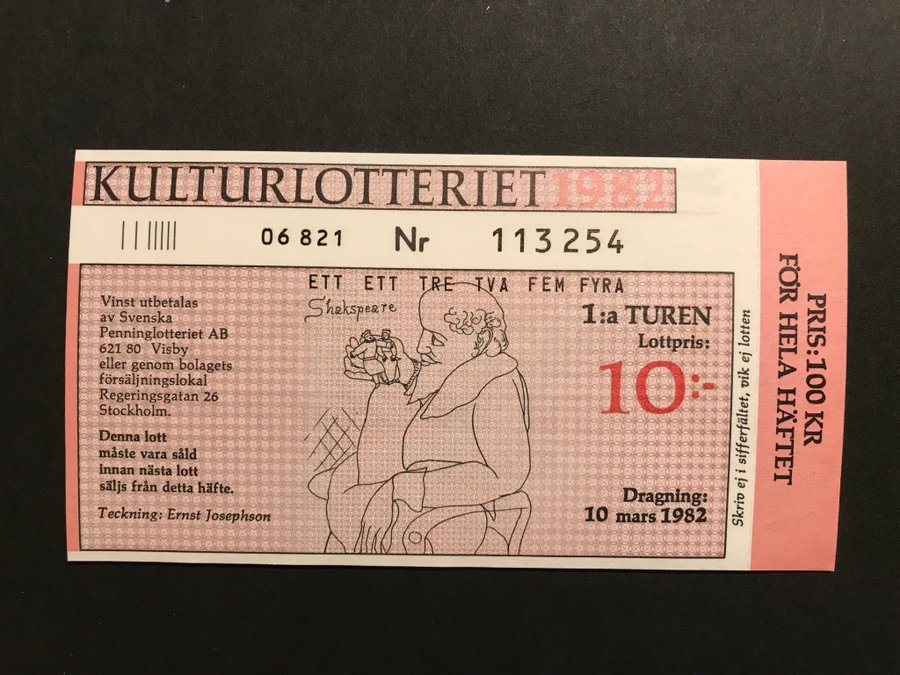 KULTURLOTTERIET 1982
06 821 Nr 113 254
ETT ETT TRE TVA FEM FYRA
Shakspeare
Vinst utbetalas
av Svenska
Penninglotteriet AB
621 80 Visby
eller genom bolagets
försäljningslokal
Regeringsgatan 26
Stockholm.
Denna lott
måste vara såld
innan nästa lott
säljs från detta häfte.
Teckning: Ernst Josephson
1:a TUREN
Lottpris:
10:-
Dragning:
10 mars 1982
Skriv ej i sifferfältet, vik ej lotten
PRIS:100 KR
FÖR HELA HÄFTET